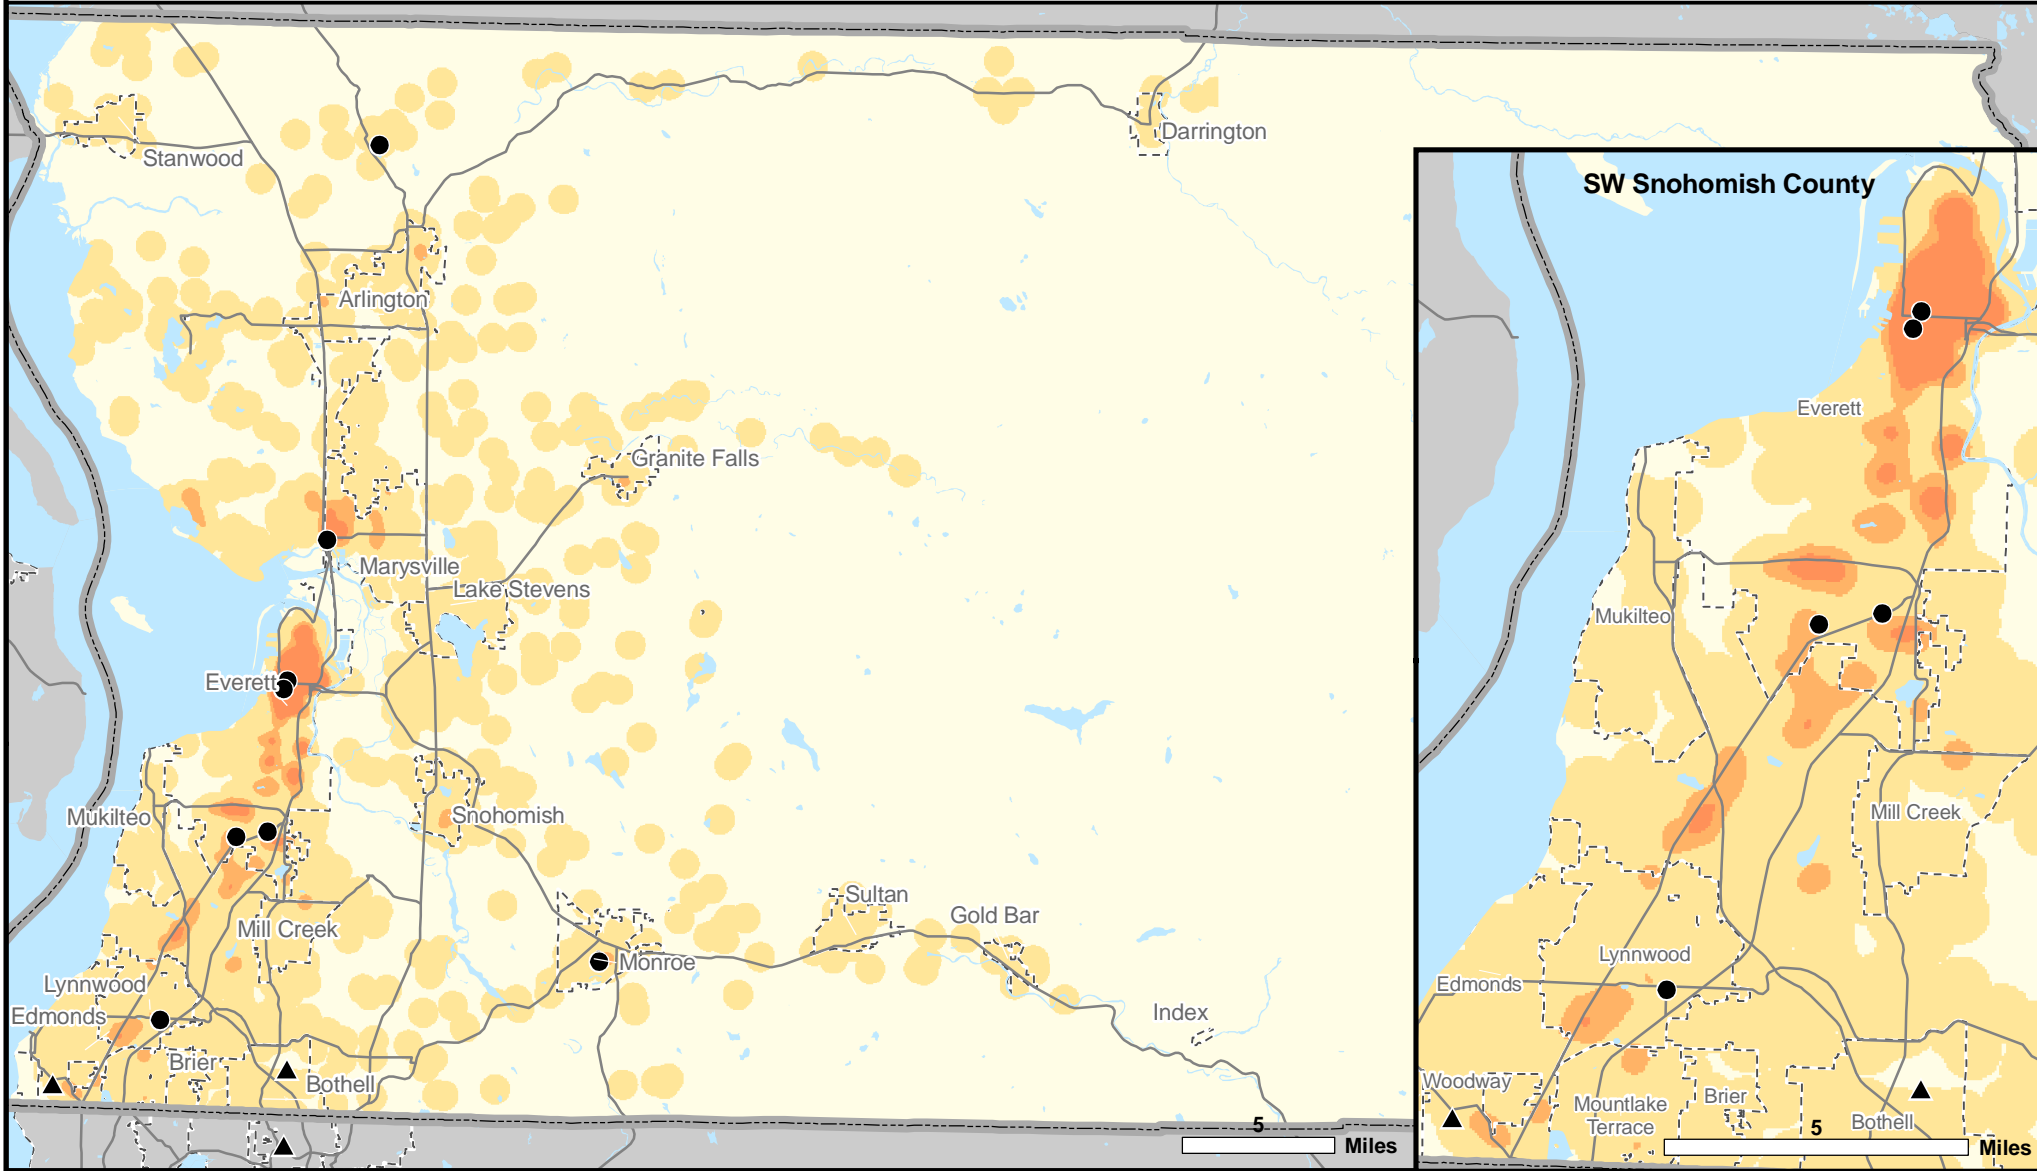 Stanwood
Darrington
Arlington
Granite Falls
Marysville
Lake Stevens
Everett
Mukilteo
Snohomish
Mill Creek
Sultan
Gold Bar
Monroe
Lynnwood
Edmonds
Index
Brier
Bothell
5
Miles
SW Snohomish County
Everett
Mukilteo
Mill Creek
Lynnwood
Edmonds
Woodway
Mountlake
Terrace
Brier
Bothell
5
Miles